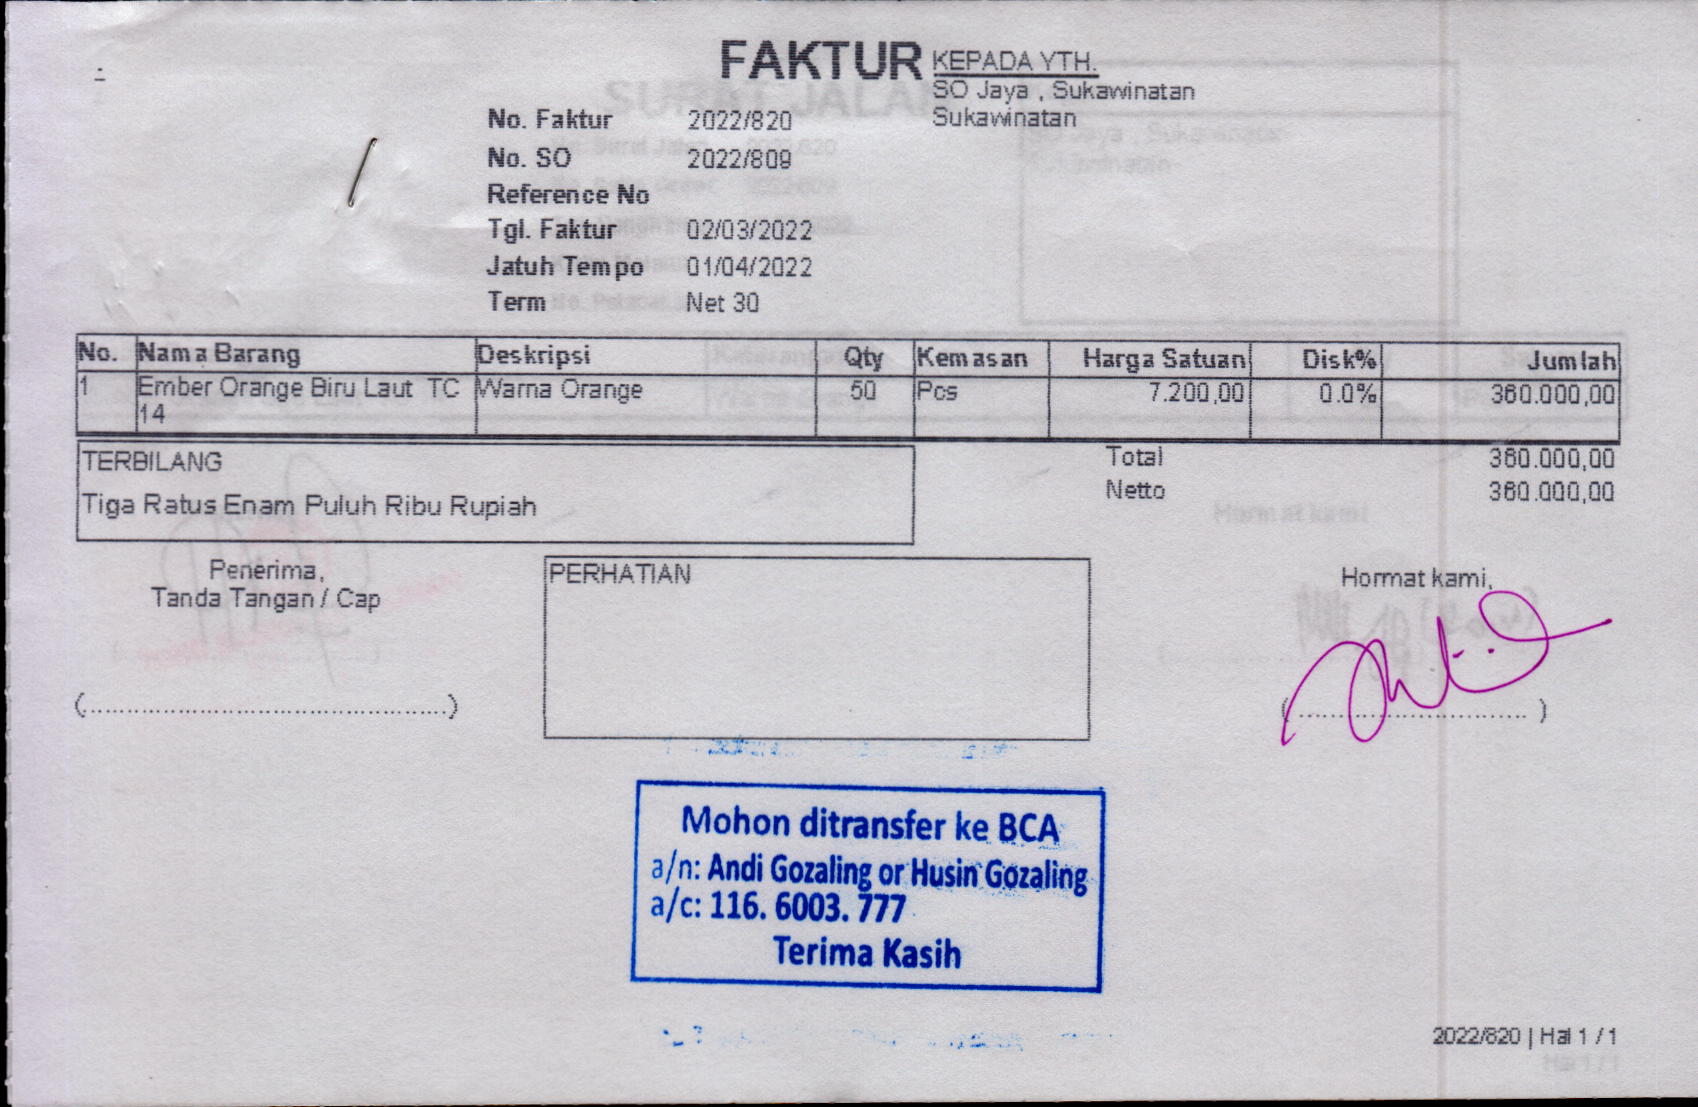 FAKTUR
KEPADA YTH.
SO Jaya , Sukawinatan
Sukawinatan
No. Faktur 2022/820
No. SO 2022/809
Reference No
Tgl. Faktur 02/03/2022
Jatuh Tempo 01/04/2022
Term Net 30
No. Nama Barang Deskripsi Qty Kemasan Harga Satuan Disk% Jumlah
1 Ember Orange Biru Laut TC Warna Orange 50 Pcs 7.200,00 0.0% 360.000,00
14
TERBILANG
Tiga Ratus Enam Puluh Ribu Rupiah
Total 360.000,00
Netto 360.000,00
Penerima,
Tanda Tangan / Cap
PERHATIAN
Hormat kami,
Mohon ditransfer ke BCA
a/n: Andi Gozaling or Husin Gozaling
a/c: 116. 6003. 777
Terima Kasih
2022/820 | Hal 1 / 1